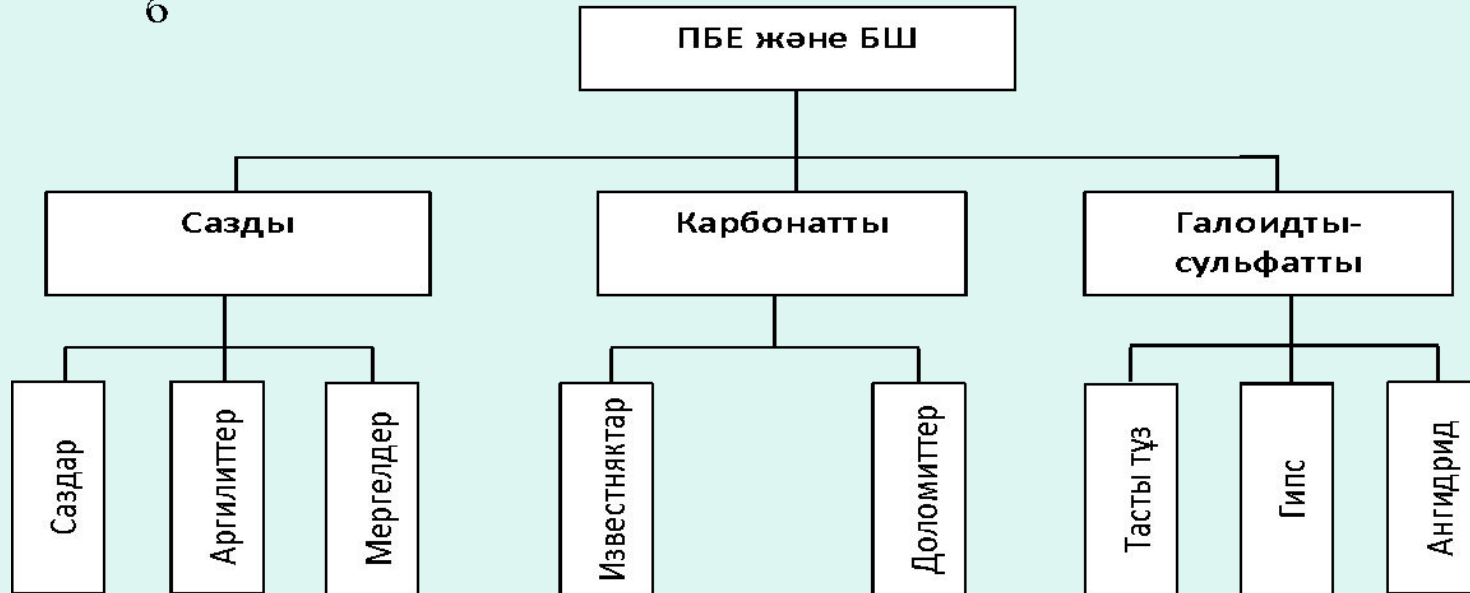 б
ПБЕ және БШ
Сазды
Карбонатты
Галоидты-
сульфатты
Саздар
Аргилиттер
Мергелдер
Известняктар
Доломиттер
Тасты тұз
Гипс
Ангидрид